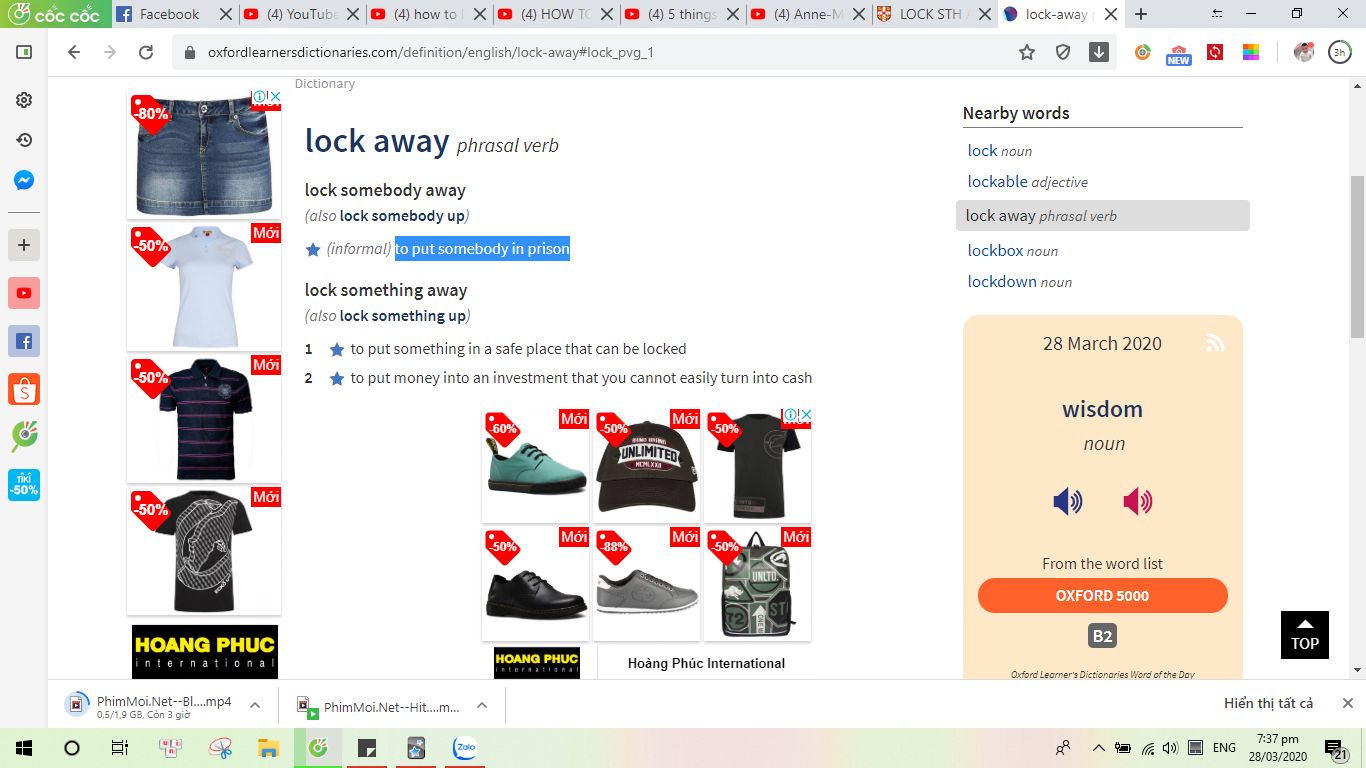 cốc cốc
Facebook
(4) YouTube
(4) how to l
(4) HOW TO
(4) 5 things
(4) Anne-M
LOCK STH A
lock-away p
oxfordlearnersdictionaries.com/definition/english/lock-away#lock_pvg_1
NEW
3h
Dictionary
lock away phrasal verb
lock somebody away
(also lock somebody up)
(informal) to put somebody in prison
lock something away
(also lock something up)
1 to put something in a safe place that can be locked
2 to put money into an investment that you cannot easily turn into cash
-80%
Mới
-50%
Mới
-50%
Mới
-50%
Mới
HOANG PHUC
international
-60%
Mới
-50%
Mới
RHINO BRAND
UNLIMITED
MCMLXXII
-50%
Mới
-50%
Mới
-88%
Mới
-50%
Mới
UNLTD.
72
HOANG PHUC
international
Hoàng Phúc International
Nearby words
lock noun
lockable adjective
lock away phrasal verb
lockbox noun
lockdown noun
28 March 2020
wisdom
noun
From the word list
OXFORD 5000
B2
Oxford Learner's Dictionaries Word of the Day
TOP
TIKI
-50%
PhimMoi.Net--Bl....mp4
0,5/1,9 GB, Còn 3 giờ
PhimMoi.Net--Hit....m...
Hiển thị tất cả
Zalo
ENG
7:37 pm
28/03/2020
21